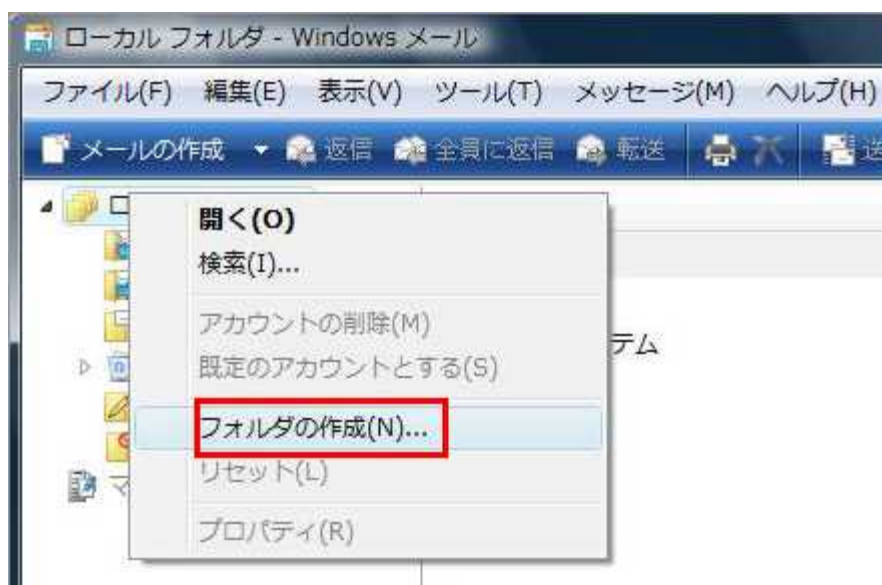 ローカル フォルダ - Windows メール
ファイル(F) 編集(E) 表示(V) ツール(T) メッセージ(M) ヘルプ(H)
メールの作成 返信 全員に返信 転送 送
ロ
開く(O)
検索(I)...
アカウントの削除(M)
テム
既定のアカウントとする(S)
フォルダの作成(N)...
リセット(L)
マ
プロパティ(R)